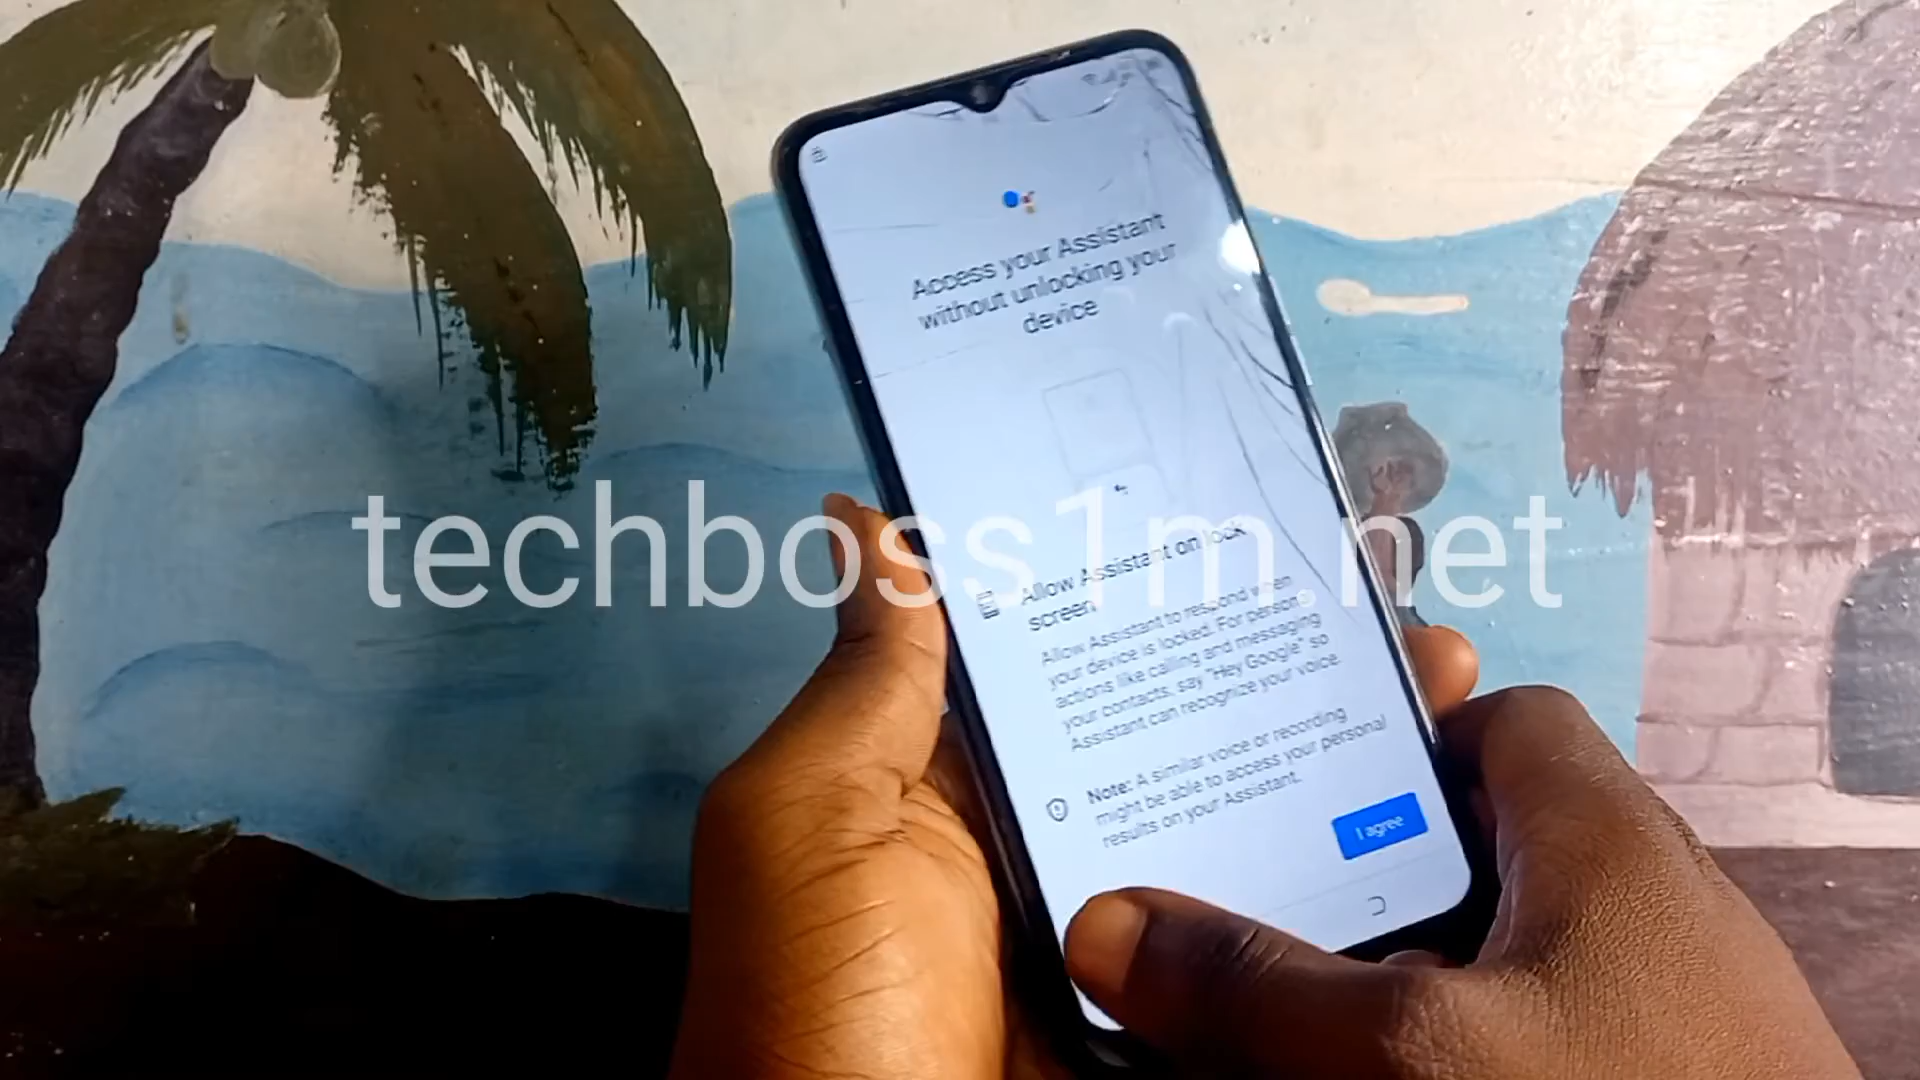 Access your Assistant
without unlocking your
device
techboss1m.net
Allow Assistant on lock
screen
Allow Assistant to respond when
your device is locked. For personal
actions like calling and messaging
your contacts, say "Hey Google" so
Assistant can recognize your voice.
Note: A similar voice or recording
might be able to access your personal
results on your Assistant.
I agree